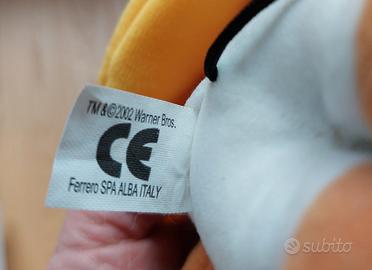 TM & © 2002 Warner Bros.
CE
Ferrero SPA ALBA ITALY
subito